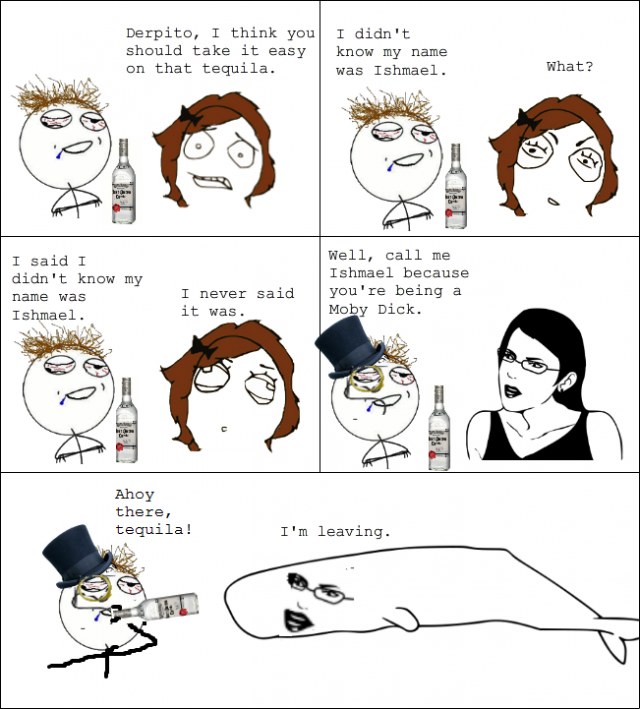 Derpito, I think you
should take it easy
on that tequila.
I didn't
know my name
was Ishmael.
What?
I said I
didn't know my
name was
Ishmael.
I never said
it was.
Well, call me
Ishmael because
you're being a
Moby Dick.
Ahoy
there,
tequila!
I'm leaving.